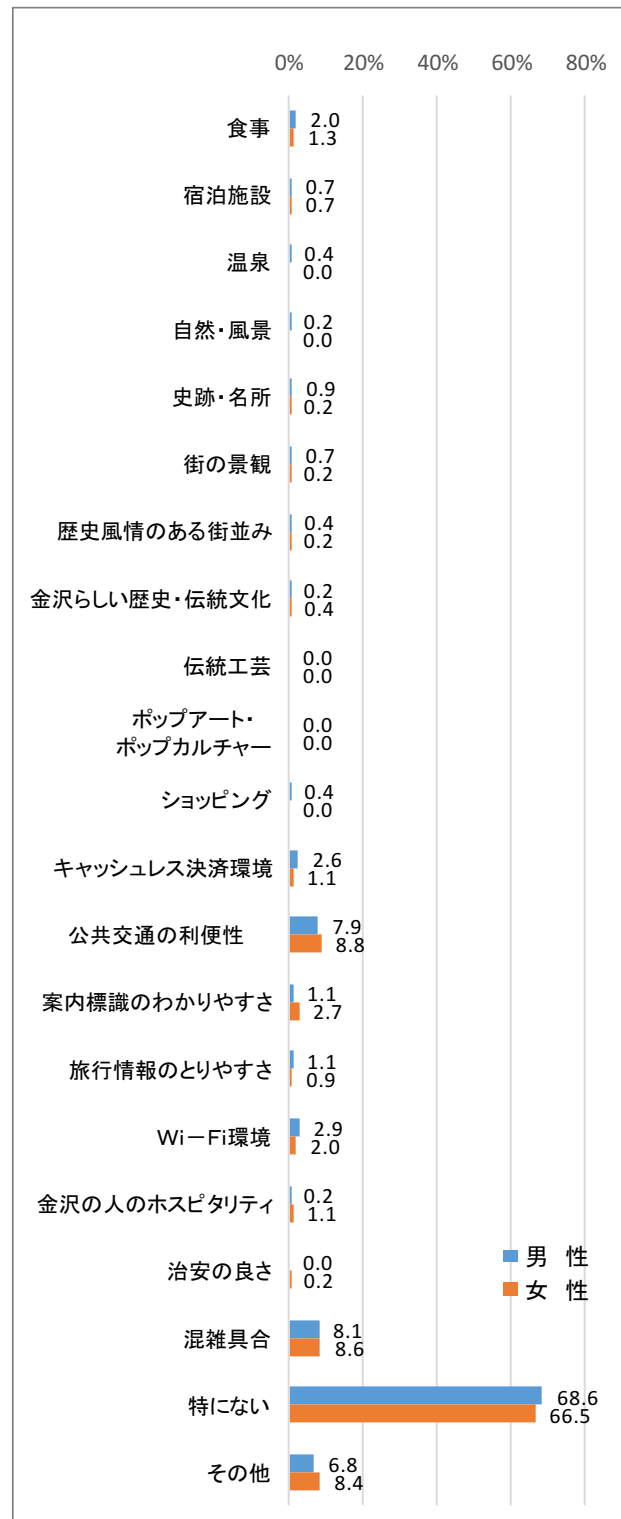 0% 20% 40% 60% 80%
食事 2.0
1.3
宿泊施設 0.7
0.7
温泉 0.4
0.0
自然・風景 0.2
0.0
史跡・名所 0.9
0.2
街の景観 0.7
0.2
歴史風情のある街並み 0.4
0.2
金沢らしい歴史・伝統文化 0.2
0.4
伝統工芸 0.0
0.0
ポップアート・
ポップカルチャー 0.0
0.0
ショッピング 0.4
0.0
キャッシュレス決済環境 2.6
1.1
公共交通の利便性 7.9
8.8
案内標識のわかりやすさ 1.1
2.7
旅行情報のとりやすさ 1.1
0.9
Wi－Fi環境 2.9
2.0
金沢の人のホスピタリティ 0.2
1.1
治安の良さ 0.0
0.2
男 性
女 性
混雑具合 8.1
8.6
特にない 68.6
66.5
その他 6.8
8.4